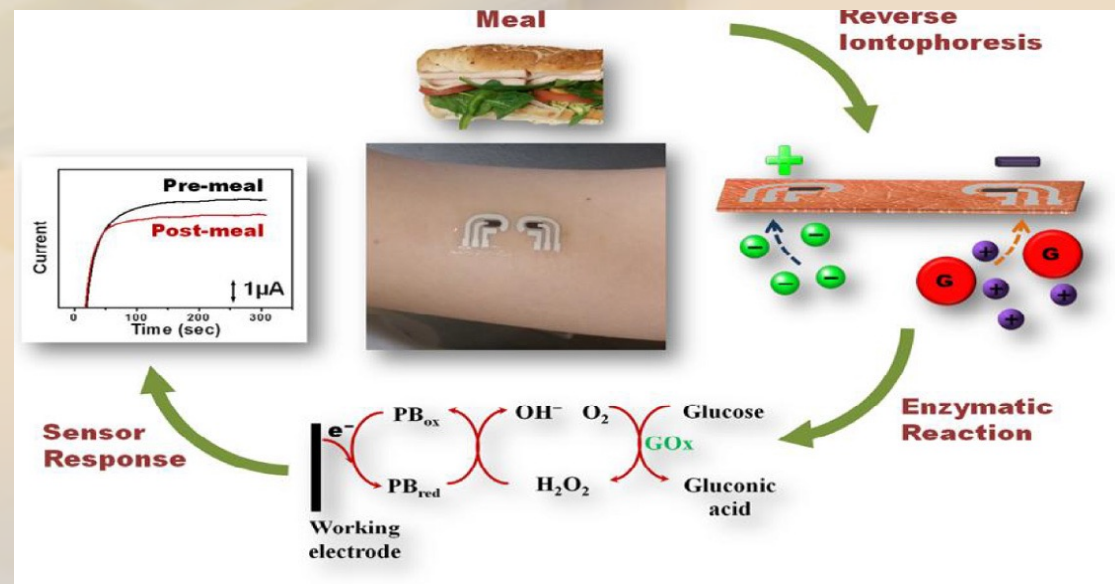 Meal
Reverse
Iontophoresis
+
−
− − − −
G G
+ + + +
Pre-meal
Post-meal
Current
1µA
0 100 200 300
Time (sec)
Enzymatic
Reaction
Sensor
Response
e⁻ PBox OH⁻ O₂ Glucose
GOx
PBred H₂O₂ Gluconic
acid
Working
electrode